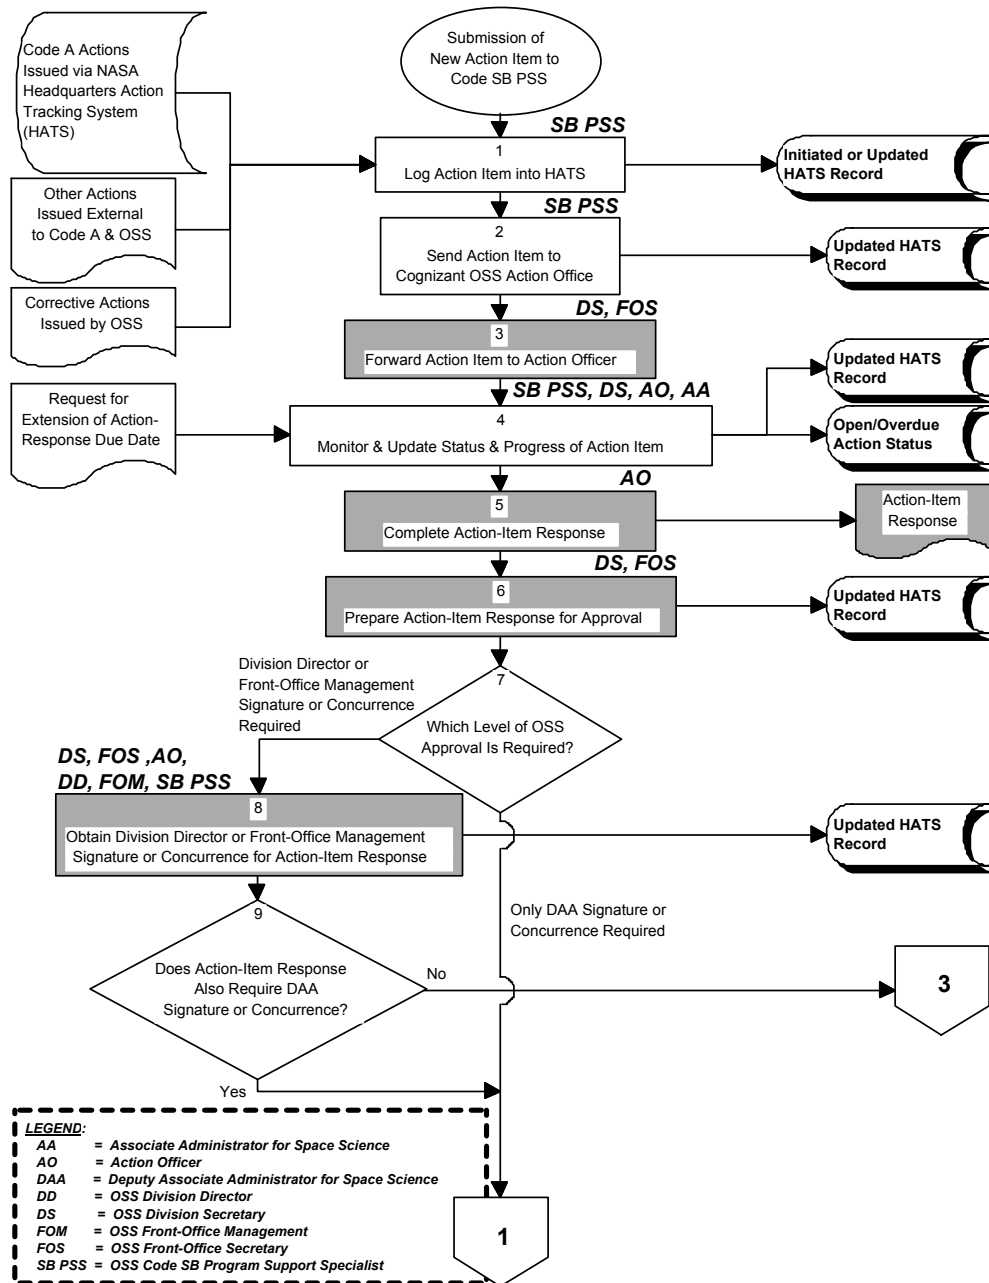 Code A Actions
Issued via NASA
Headquarters Action
Tracking System
(HATS)
Submission of
New Action Item to
Code SB PSS
SB PSS
1
Log Action Item into HATS
Initiated or Updated
HATS Record
Other Actions
Issued External
to Code A & OSS
SB PSS
2
Send Action Item to
Cognizant OSS Action Office
Updated HATS
Record
Corrective Actions
Issued by OSS
DS, FOS
3
Forward Action Item to Action Officer
Updated HATS
Record
Request for
Extension of Action-
Response Due Date
SB PSS, DS, AO, AA
4
Monitor & Update Status & Progress of Action Item
Open/Overdue
Action Status
AO
5
Complete Action-Item Response
Action-Item
Response
DS, FOS
6
Prepare Action-Item Response for Approval
Updated HATS
Record
Division Director or
Front-Office Management
Signature or Concurrence
Required
7
Which Level of OSS
Approval Is Required?
DS, FOS ,AO,
DD, FOM, SB PSS
8
Obtain Division Director or Front-Office Management
Signature or Concurrence for Action-Item Response
Updated HATS
Record
Only DAA Signature or
Concurrence Required
9
Does Action-Item Response
Also Require DAA
Signature or Concurrence?
No
3
Yes
LEGEND:
AA = Associate Administrator for Space Science
AO = Action Officer
DAA = Deputy Associate Administrator for Space Science
DD = OSS Division Director
DS = OSS Division Secretary
FOM = OSS Front-Office Management
FOS = OSS Front-Office Secretary
SB PSS = OSS Code SB Program Support Specialist
1